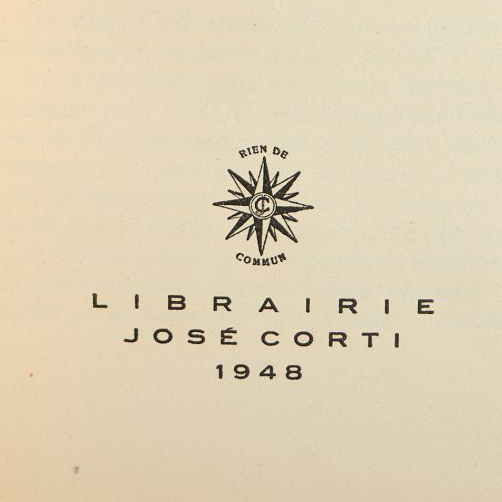 RIEN DE
COMMUN
LIBRAIRIE
JOSÉ CORTI
1948